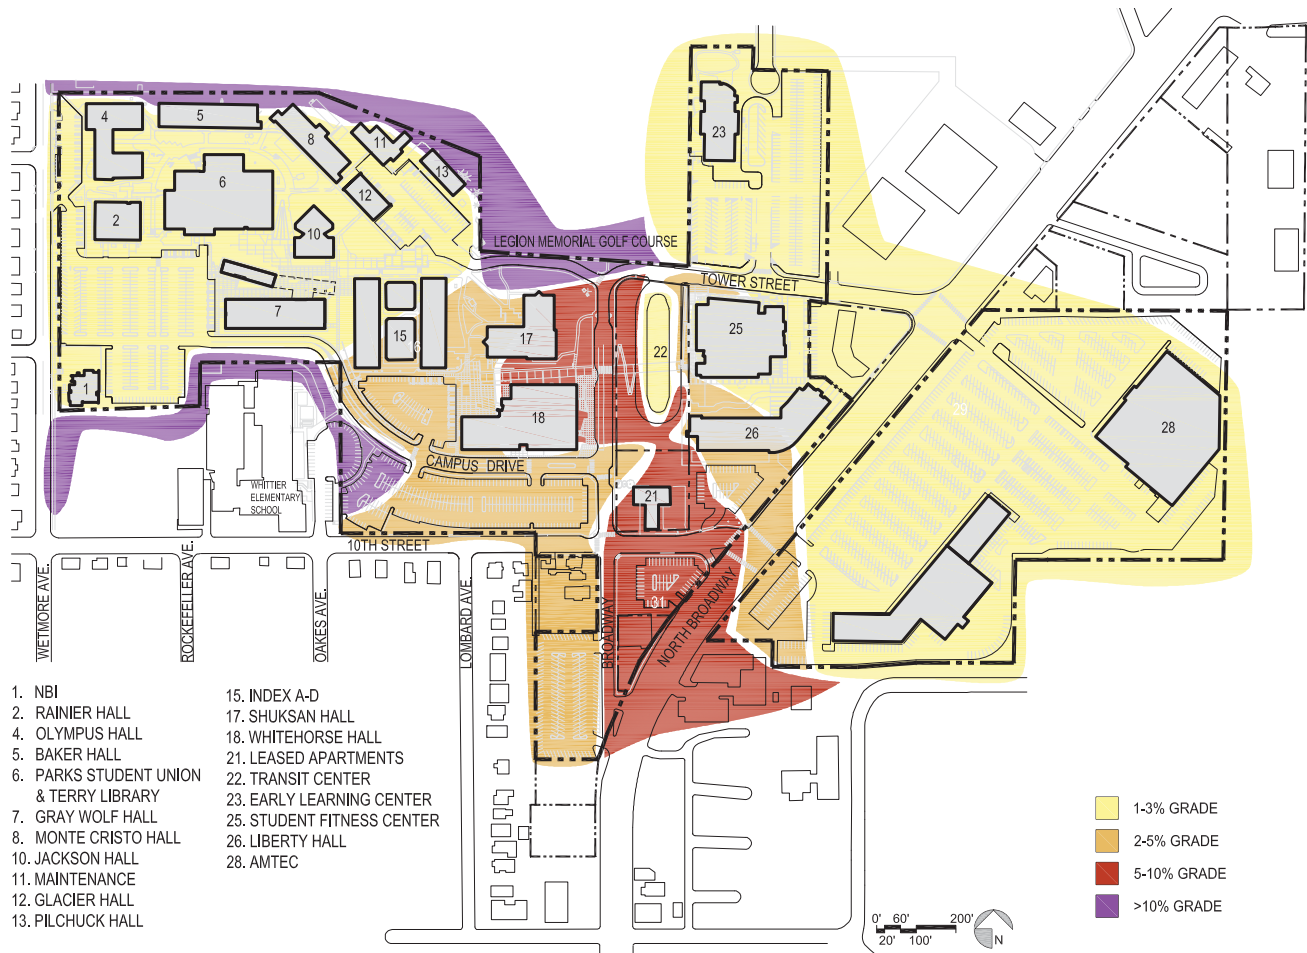 4
5
8
11
13
6
12
2
10
23
LEGION MEMORIAL GOLF COURSE
TOWER STREET
7
15
17
22
25
1
18
26
28
29
CAMPUS DRIVE
WHITTIER
ELEMENTARY
SCHOOL
21
10TH STREET
31
WETMORE AVE.
ROCKEFELLER AVE.
OAKES AVE.
LOMBARD AVE.
BROADWAY
NORTH BROADWAY
1. NBI
2. RAINIER HALL
4. OLYMPUS HALL
5. BAKER HALL
6. PARKS STUDENT UNION
& TERRY LIBRARY
7. GRAY WOLF HALL
8. MONTE CRISTO HALL
10. JACKSON HALL
11. MAINTENANCE
12. GLACIER HALL
13. PILCHUCK HALL
15. INDEX A-D
17. SHUKSAN HALL
18. WHITEHORSE HALL
21. LEASED APARTMENTS
22. TRANSIT CENTER
23. EARLY LEARNING CENTER
25. STUDENT FITNESS CENTER
26. LIBERTY HALL
28. AMTEC
1-3% GRADE
2-5% GRADE
5-10% GRADE
>10% GRADE
0' 60' 200'
20' 100'
N